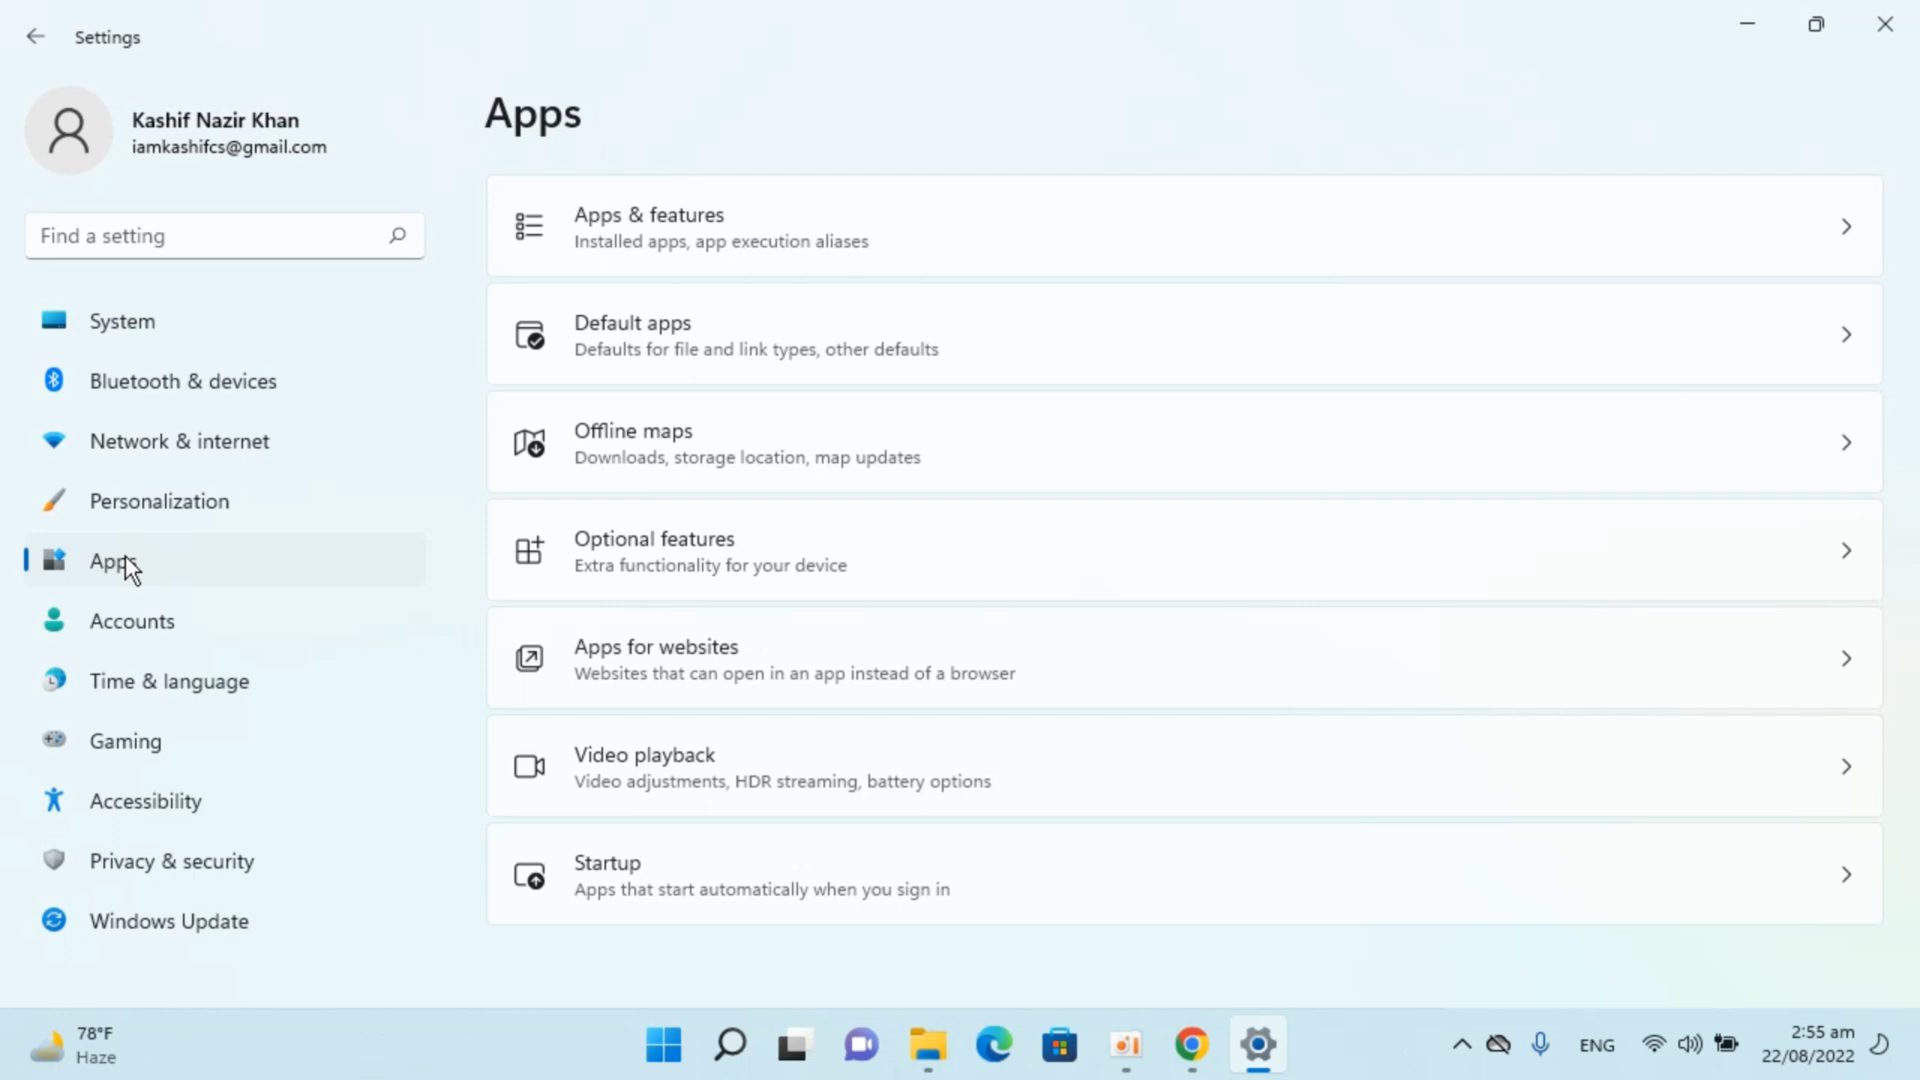 Settings
Kashif Nazir Khan
iamkashifcs@gmail.com
Find a setting
System
Bluetooth & devices
Network & internet
Personalization
Apps
Accounts
Time & language
Gaming
Accessibility
Privacy & security
Windows Update
Apps
Apps & features
Installed apps, app execution aliases
Default apps
Defaults for file and link types, other defaults
Offline maps
Downloads, storage location, map updates
Optional features
Extra functionality for your device
Apps for websites
Websites that can open in an app instead of a browser
Video playback
Video adjustments, HDR streaming, battery options
Startup
Apps that start automatically when you sign in
78°F
Haze
ENG
2:55 am
22/08/2022